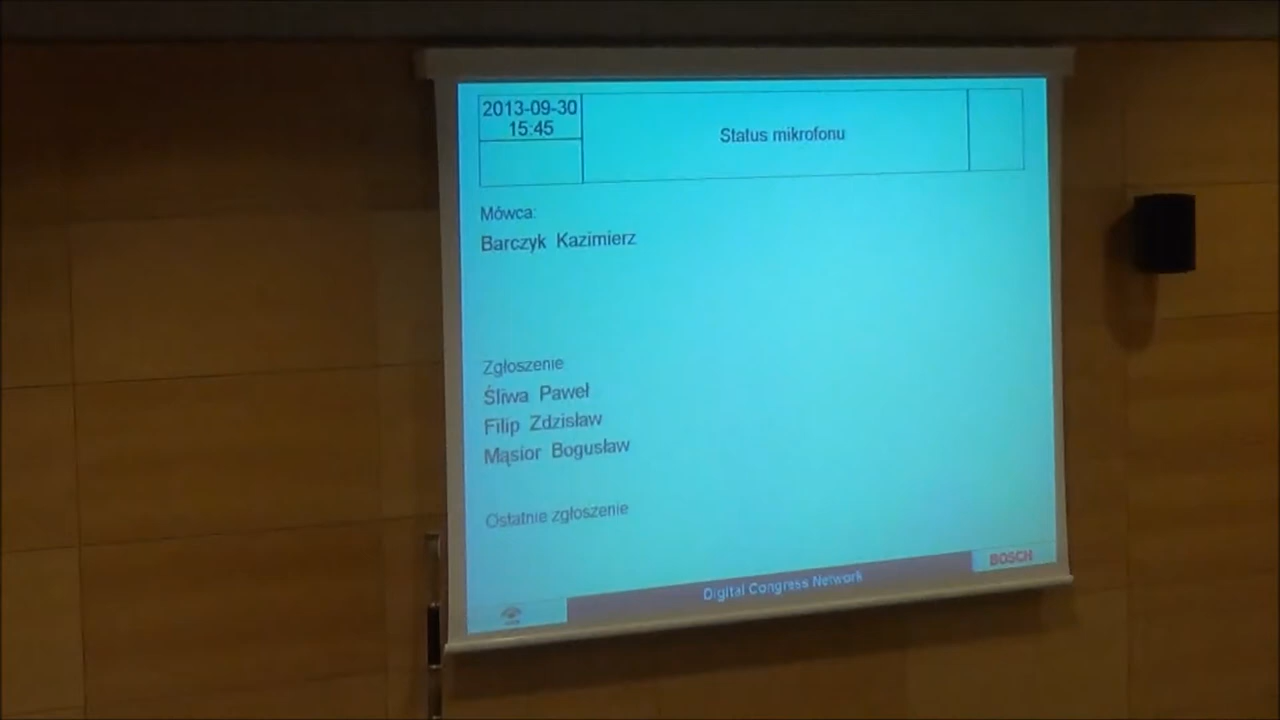 2013-09-30
15:45
Status mikrofonu
Mówca:
Barczyk Kazimierz
Zgłoszenie
Śliwa Paweł
Filip Zdzisław
Mąsior Bogusław
Ostatnie zgłoszenie
Digital Congress Network
BOSCH